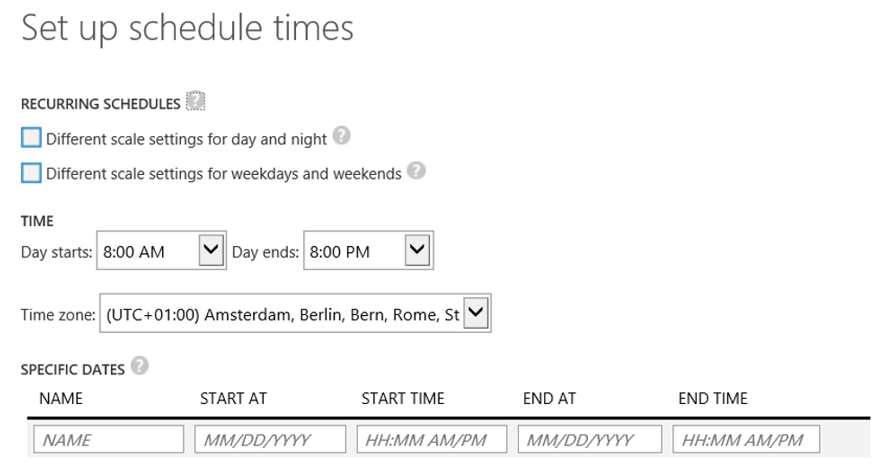 Set up schedule times
RECURRING SCHEDULES ?
Different scale settings for day and night ?
Different scale settings for weekdays and weekends ?
TIME
Day starts: 8:00 AM Day ends: 8:00 PM
Time zone: (UTC+01:00) Amsterdam, Berlin, Bern, Rome, St
SPECIFIC DATES ?
NAME START AT START TIME END AT END TIME
NAME MM/DD/YYYY HH:MM AM/PM MM/DD/YYYY HH:MM AM/PM